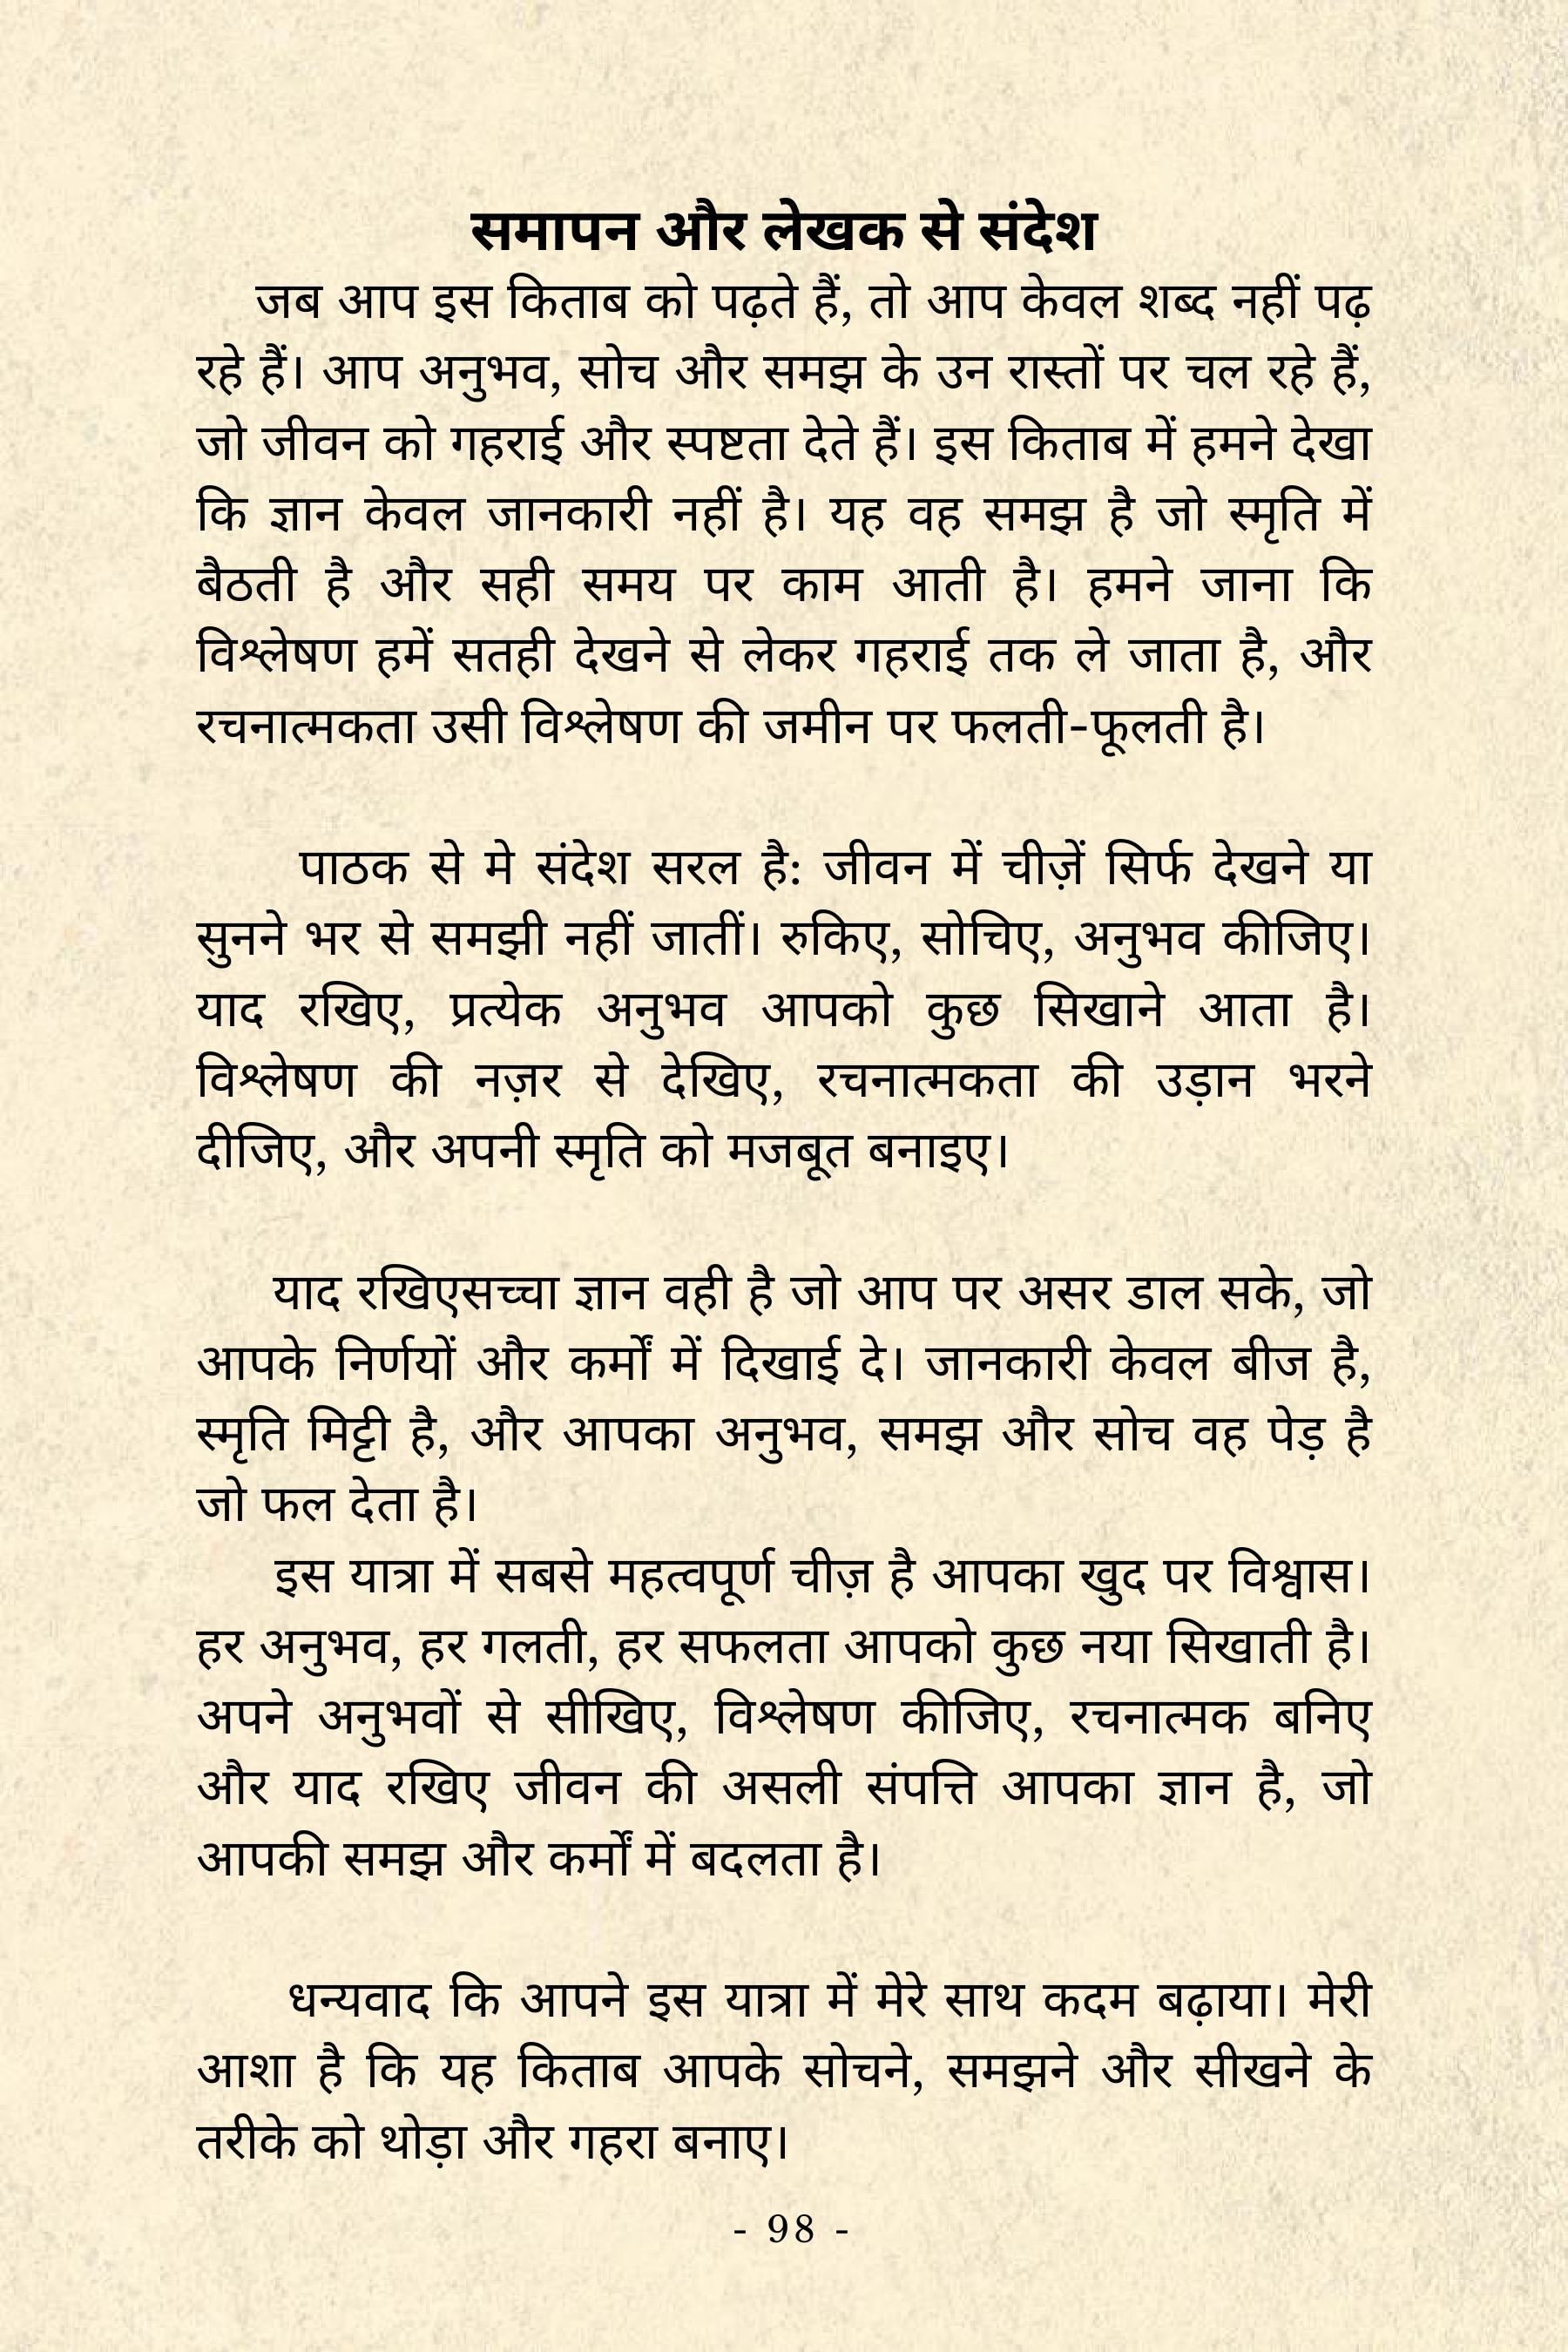 समापन और लेखक से संदेश
जब आप इस किताब को पढ़ते हैं, तो आप केवल शब्द नहीं पढ़
रहे हैं। आप अनुभव, सोच और समझ के उन रास्तों पर चल रहे हैं,
जो जीवन को गहराई और स्पष्टता देते हैं। इस किताब में हमने देखा
कि ज्ञान केवल जानकारी नहीं है। यह वह समझ है जो स्मृति में
बैठती है और सही समय पर काम आती है। हमने जाना कि
विश्लेषण हमें सतही देखने से लेकर गहराई तक ले जाता है, और
रचनात्मकता उसी विश्लेषण की जमीन पर फलती-फूलती है।
पाठक से मे संदेश सरल है: जीवन में चीज़ें सिर्फ देखने या
सुनने भर से समझी नहीं जातीं। रुकिए, सोचिए, अनुभव कीजिए।
याद रखिए, प्रत्येक अनुभव आपको कुछ सिखाने आता है।
विश्लेषण की नज़र से देखिए, रचनात्मकता की उड़ान भरने
दीजिए, और अपनी स्मृति को मजबूत बनाइए।
याद रखिएसच्चा ज्ञान वही है जो आप पर असर डाल सके, जो
आपके निर्णयों और कर्मों में दिखाई दे। जानकारी केवल बीज है,
स्मृति मिट्टी है, और आपका अनुभव, समझ और सोच वह पेड़ है
जो फल देता है।
इस यात्रा में सबसे महत्वपूर्ण चीज़ है आपका खुद पर विश्वास।
हर अनुभव, हर गलती, हर सफलता आपको कुछ नया सिखाती है।
अपने अनुभवों से सीखिए, विश्लेषण कीजिए, रचनात्मक बनिए
और याद रखिए जीवन की असली संपत्ति आपका ज्ञान है, जो
आपकी समझ और कर्मों में बदलता है।
धन्यवाद कि आपने इस यात्रा में मेरे साथ कदम बढ़ाया। मेरी
आशा है कि यह किताब आपके सोचने, समझने और सीखने के
तरीके को थोड़ा और गहरा बनाए।
- 98 -